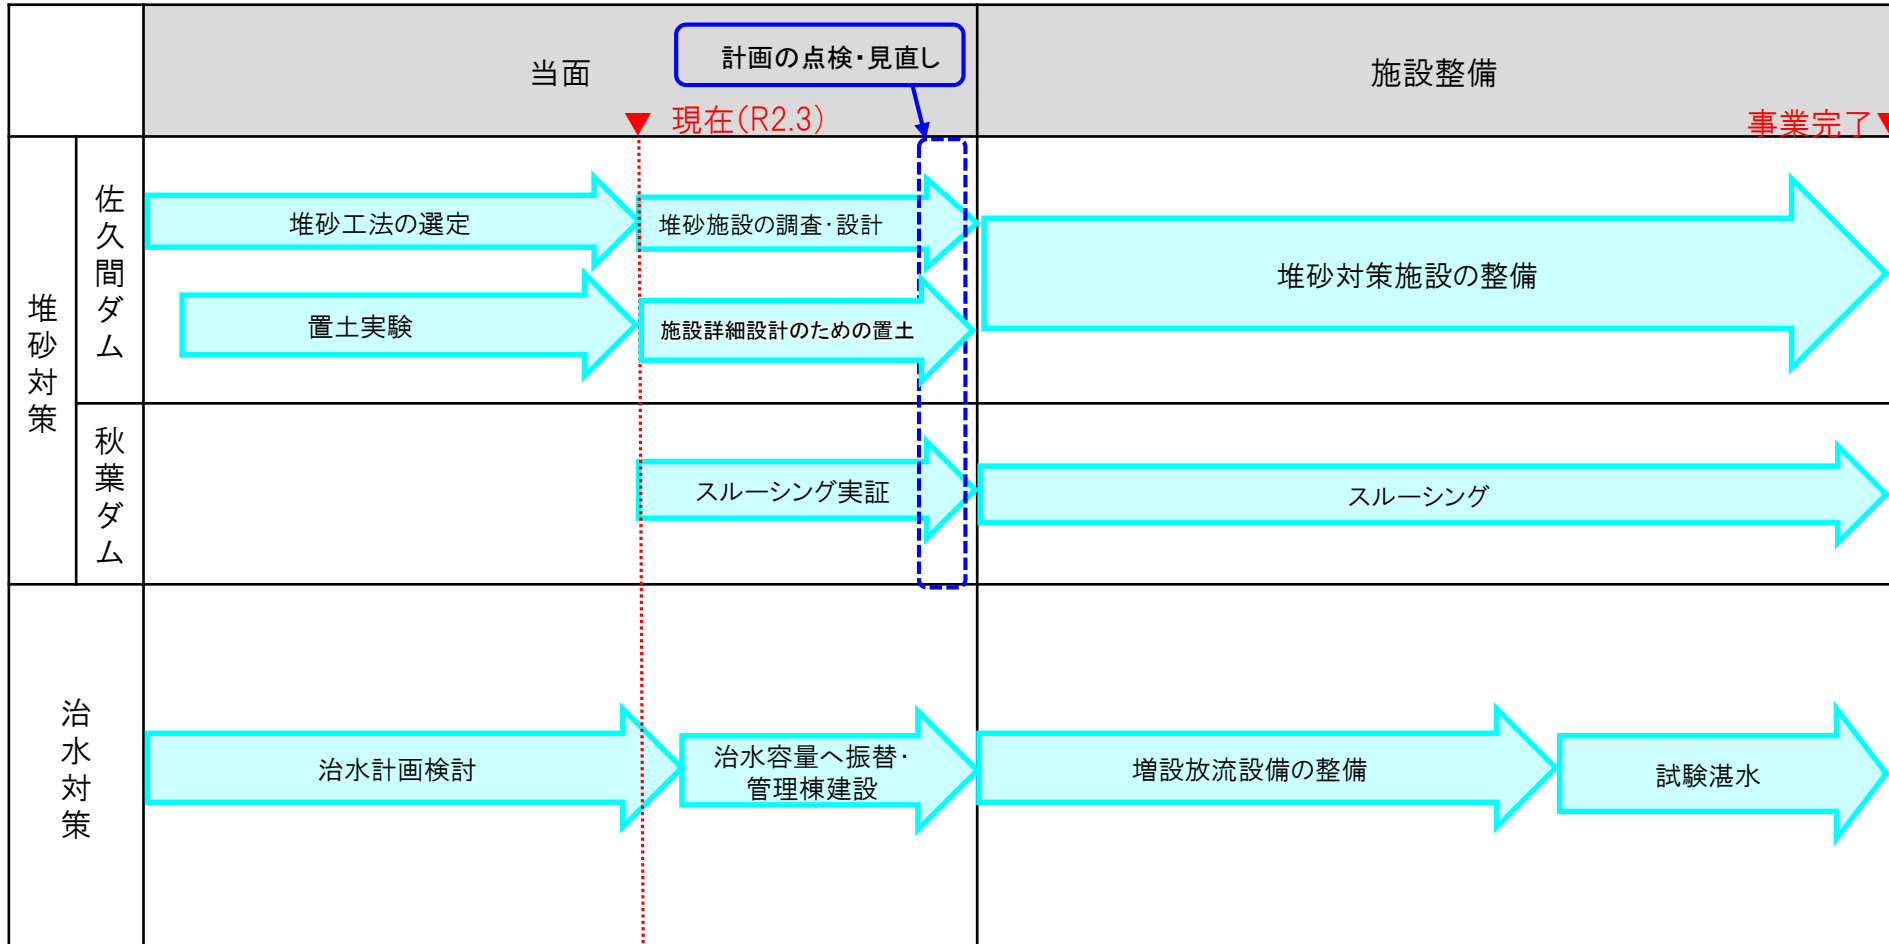 当面
計画の点検・見直し
施設整備
▼現在(R2.3)
事業完了▼
堆砂対策
佐久間ダム
堆砂工法の選定
堆砂施設の調査・設計
堆砂対策施設の整備
置土実験
施設詳細設計のための置土
秋葉ダム
スルーシング実証
スルーシング
治水対策
治水計画検討
治水容量へ振替・
管理棟建設
増設放流設備の整備
試験湛水